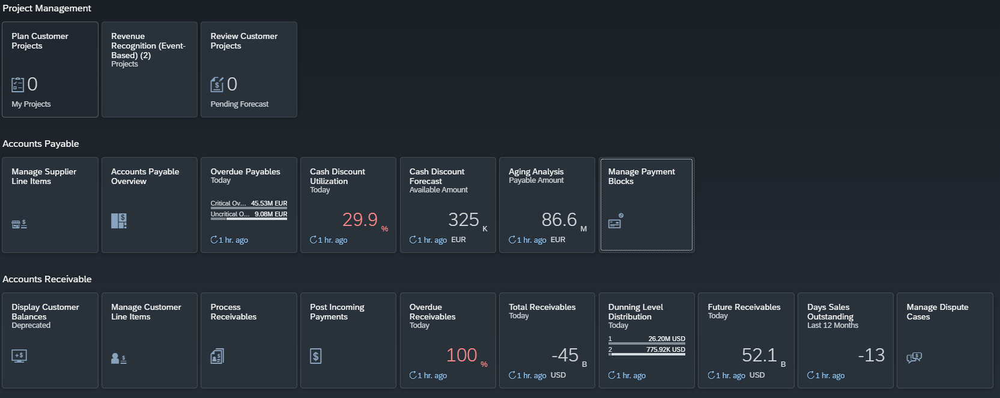 Project Management
Plan Customer
Projects
0
My Projects
Revenue
Recognition (Event-
Based) (2)
Projects
Review Customer
Projects
$
0
Pending Forecast
Accounts Payable
Manage Supplier
Line Items
$
Accounts Payable
Overview
$
Overdue Payables
Today
Critical Ov... 45.53M EUR
Uncritical O... 9.08M EUR
1 hr. ago
Cash Discount
Utilization
Today
29.9 %
1 hr. ago
Cash Discount
Forecast
Available Amount
325 K
1 hr. ago EUR
Aging Analysis
Payable Amount
86.6 M
1 hr. ago EUR
Manage Payment
Blocks
Accounts Receivable
Display Customer
Balances
Deprecated
+$
Manage Customer
Line Items
$
Process
Receivables
$
Post Incoming
Payments
$
Overdue
Receivables
Today
100 %
1 hr. ago
Total Receivables
Today
-45 B
1 hr. ago USD
Dunning Level
Distribution
Today
1 26.20M USD
2 775.92K USD
1 hr. ago
Future Receivables
Today
52.1 B
1 hr. ago USD
Days Sales
Outstanding
Last 12 Months
-13
1 hr. ago
Manage Dispute
Cases